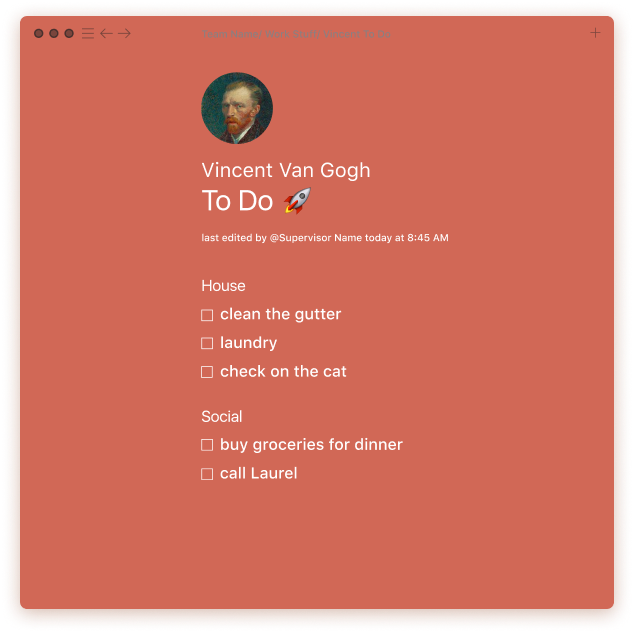 Vincent Van Gogh
To Do 🚀
last edited by @Supervisor Name today at 8:45 AM
House
clean the gutter
laundry
check on the cat
Social
buy groceries for dinner
call Laurel